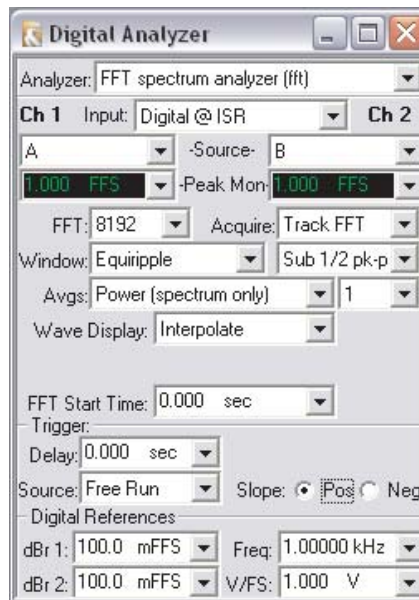 Digital Analyzer
Analyzer: FFT spectrum analyzer (fft)
Ch 1 Input: Digital @ ISR Ch 2
A -Source- B
1.000 FFS -Peak Mon- 1.000 FFS
FFT: 8192 Acquire: Track FFT
Window: Equiripple Sub 1/2 pk-p
Avgs: Power (spectrum only) 1
Wave Display: Interpolate
FFT Start Time: 0.000 sec
Trigger:
Delay: 0.000 sec
Source: Free Run Slope: Pos Neg
Digital References
dBr 1: 100.0 mFFS Freq: 1.00000 kHz
dBr 2: 100.0 mFFS V/FS: 1.000 V